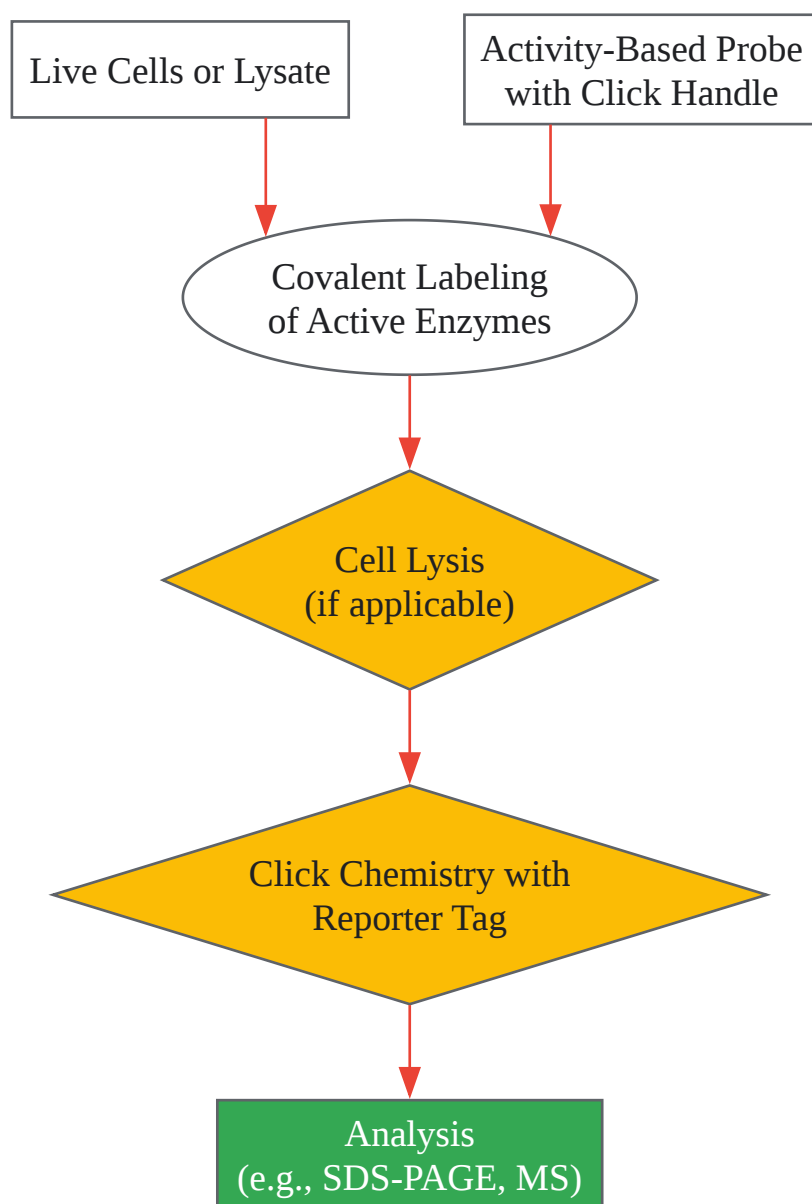 Live Cells or Lysate
Activity-Based Probe
with Click Handle
Covalent Labeling
of Active Enzymes
Cell Lysis
(if applicable)
Click Chemistry with
Reporter Tag
Analysis
(e.g., SDS-PAGE, MS)